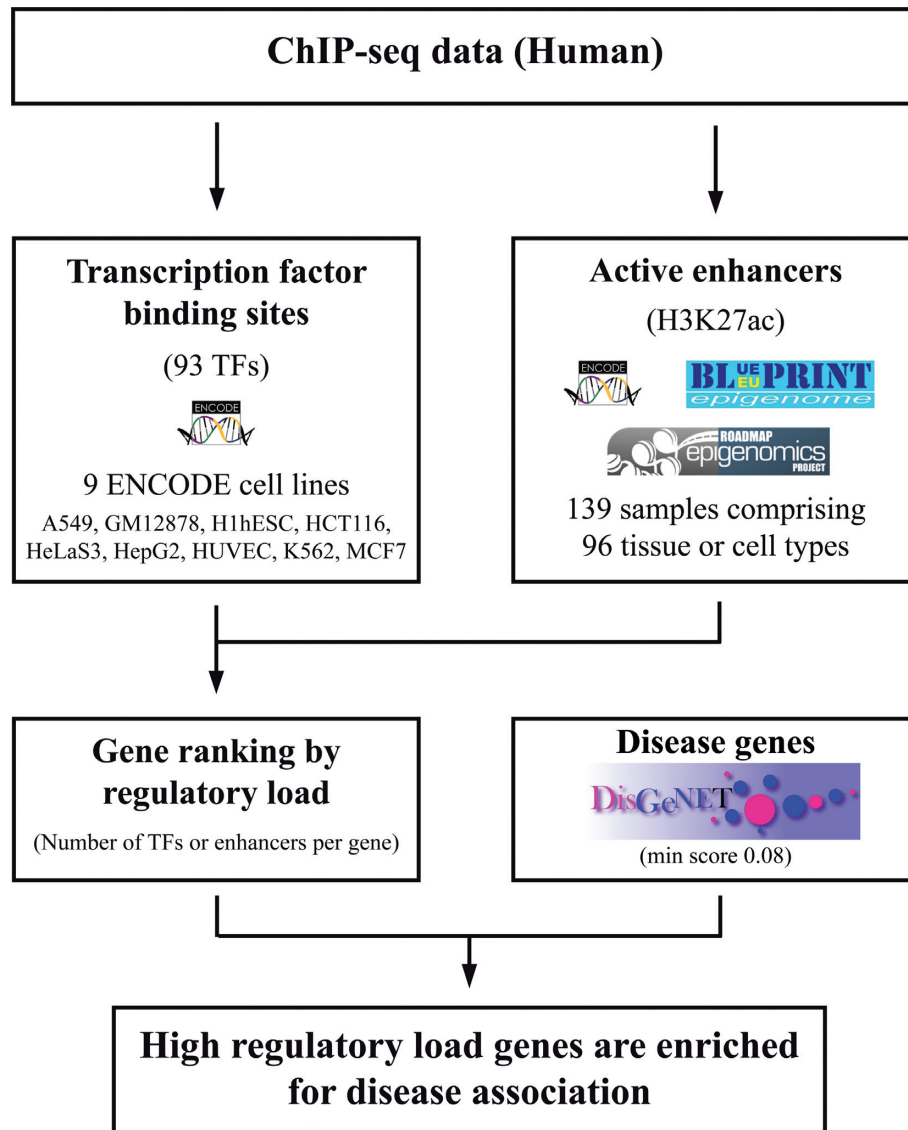 ChIP-seq data (Human)
Transcription factor
binding sites
(93 TFs)
ENCODE
9 ENCODE cell lines
A549, GM12878, H1hESC, HCT116,
HeLaS3, HepG2, HUVEC, K562, MCF7
Active enhancers
(H3K27ac)
ENCODE
BLUEPRINT
EU
epigenome
ROADMAP
epigenomics
PROJECT
139 samples comprising
96 tissue or cell types
Gene ranking by
regulatory load
(Number of TFs or enhancers per gene)
Disease genes
DisGeNET
(min score 0.08)
High regulatory load genes are enriched
for disease association